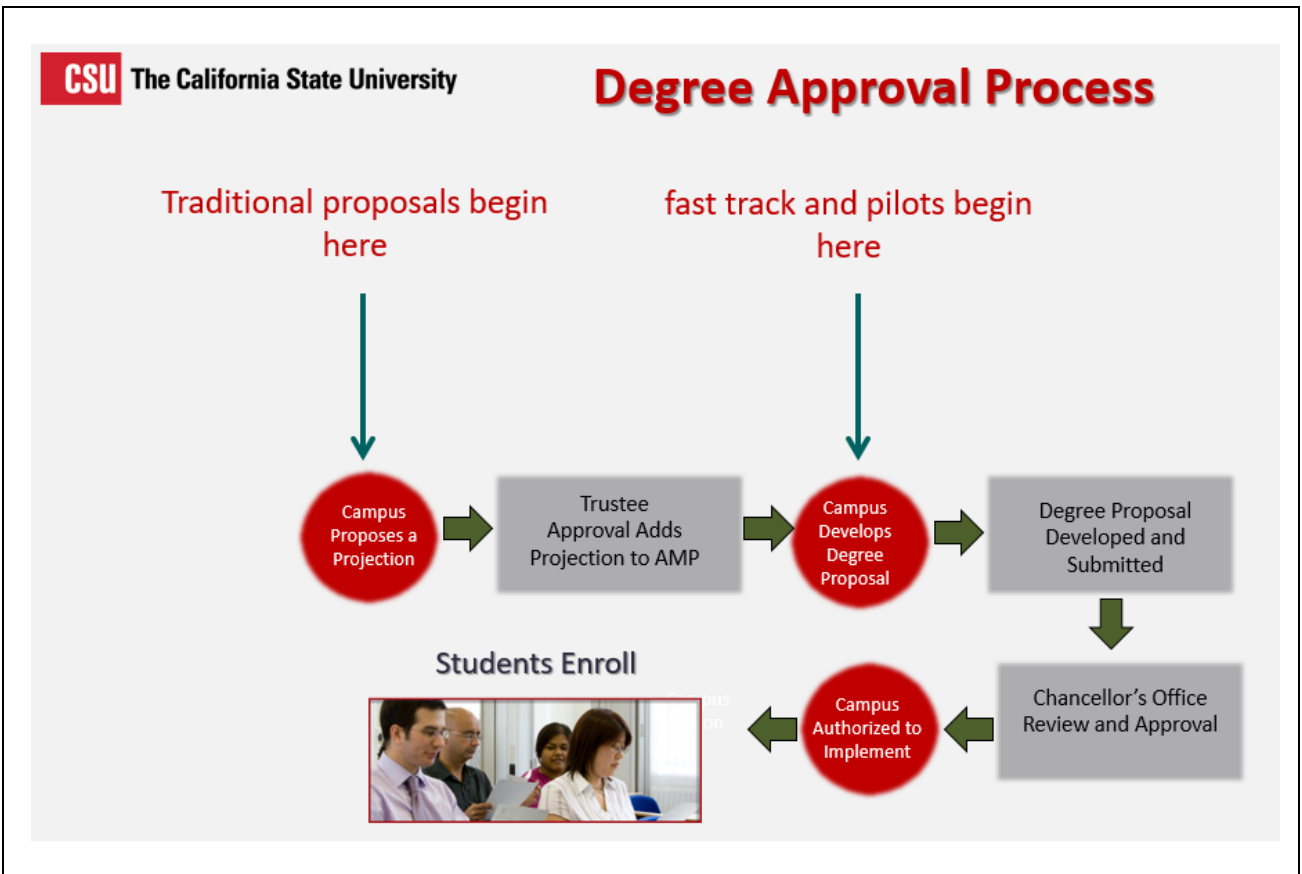 CSU The California State University
Degree Approval Process
Traditional proposals begin
here
fast track and pilots begin
here
Campus
Proposes a
Projection
Trustee
Approval Adds
Projection to AMP
Campus
Develops
Degree
Proposal
Degree Proposal
Developed and
Submitted
Chancellor's Office
Review and Approval
Campus
Authorized to
Implement
Students Enroll